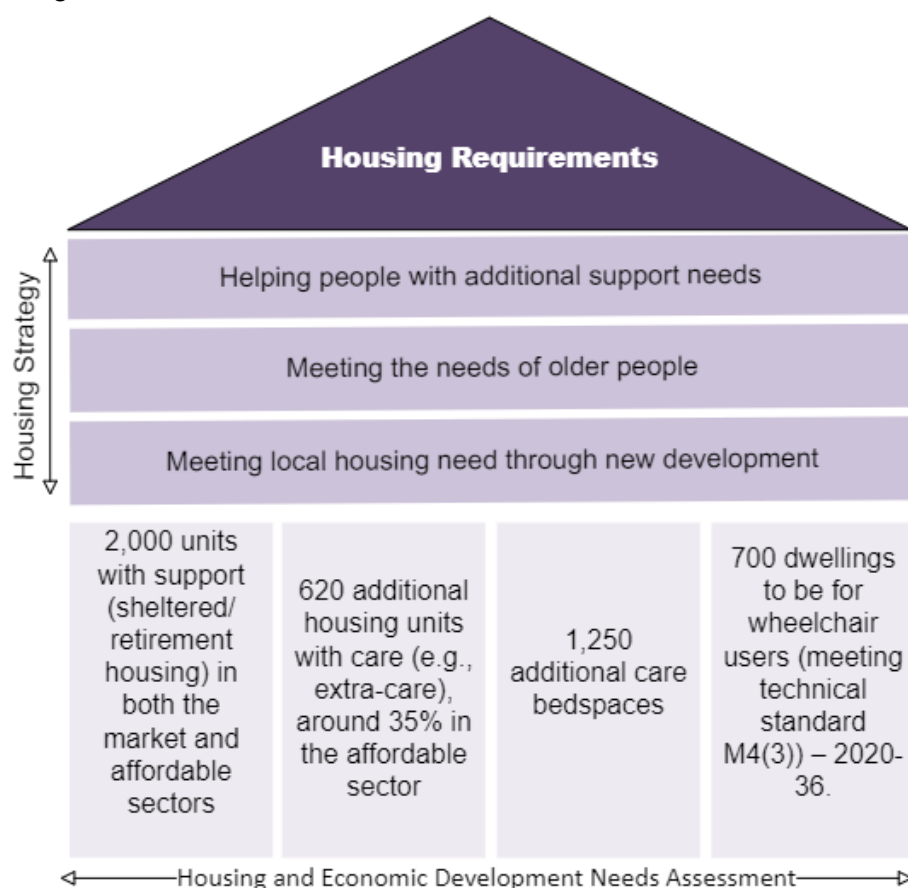 Housing Requirements
Housing Strategy
Helping people with additional support needs
Meeting the needs of older people
Meeting local housing need through new development
2,000 units
with support
(sheltered/
retirement
housing) in
both the
market and
affordable
sectors
620 additional
housing units
with care (e.g.,
extra-care),
around 35% in
the affordable
sector
1,250
additional care
bedspaces
700 dwellings
to be for
wheelchair
users (meeting
technical
standard
M4(3)) – 2020-
36.
Housing and Economic Development Needs Assessment